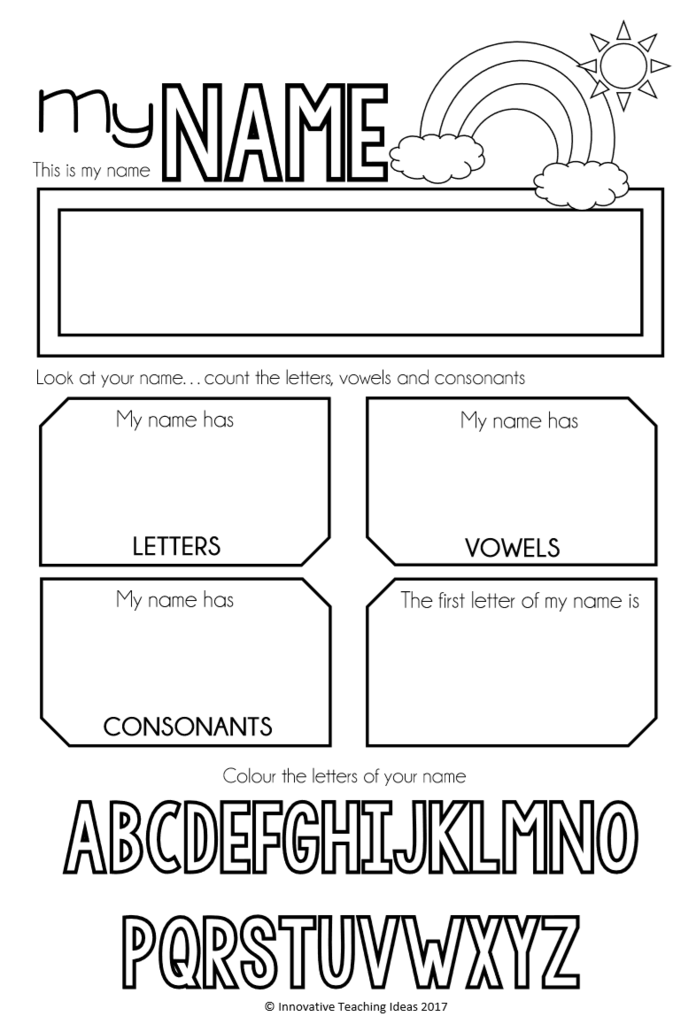 my NAME
This is my name
Look at your name...count the letters, vowels and consonants
My name has
LETTERS
My name has
VOWELS
My name has
CONSONANTS
The first letter of my name is
Colour the letters of your name
ABCDEFGHIJKLMNO
PQRSTUVWXYZ
© Innovative Teaching Ideas 2017